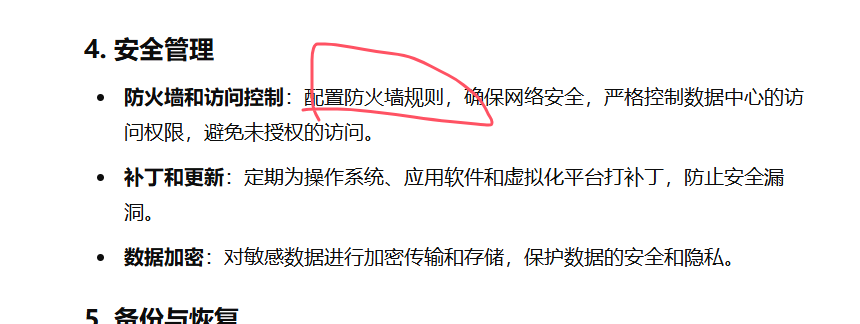 4. 安全管理
• 防火墙和访问控制：配置防火墙规则，确保网络安全，严格控制数据中心的访
问权限，避免未授权的访问。
• 补丁和更新：定期为操作系统、应用软件和虚拟化平台打补丁，防止安全漏
洞。
• 数据加密：对敏感数据进行加密传输和存储，保护数据的安全和隐私。
5. 备份与恢复